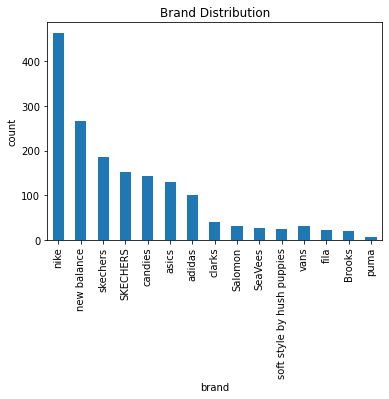 Brand Distribution
count
400
300
200
100
0
nike
new balance
skechers
SKECHERS
candies
asics
adidas
clarks
Salomon
SeaVees
soft style by hush puppies
vans
fila
Brooks
puma
brand